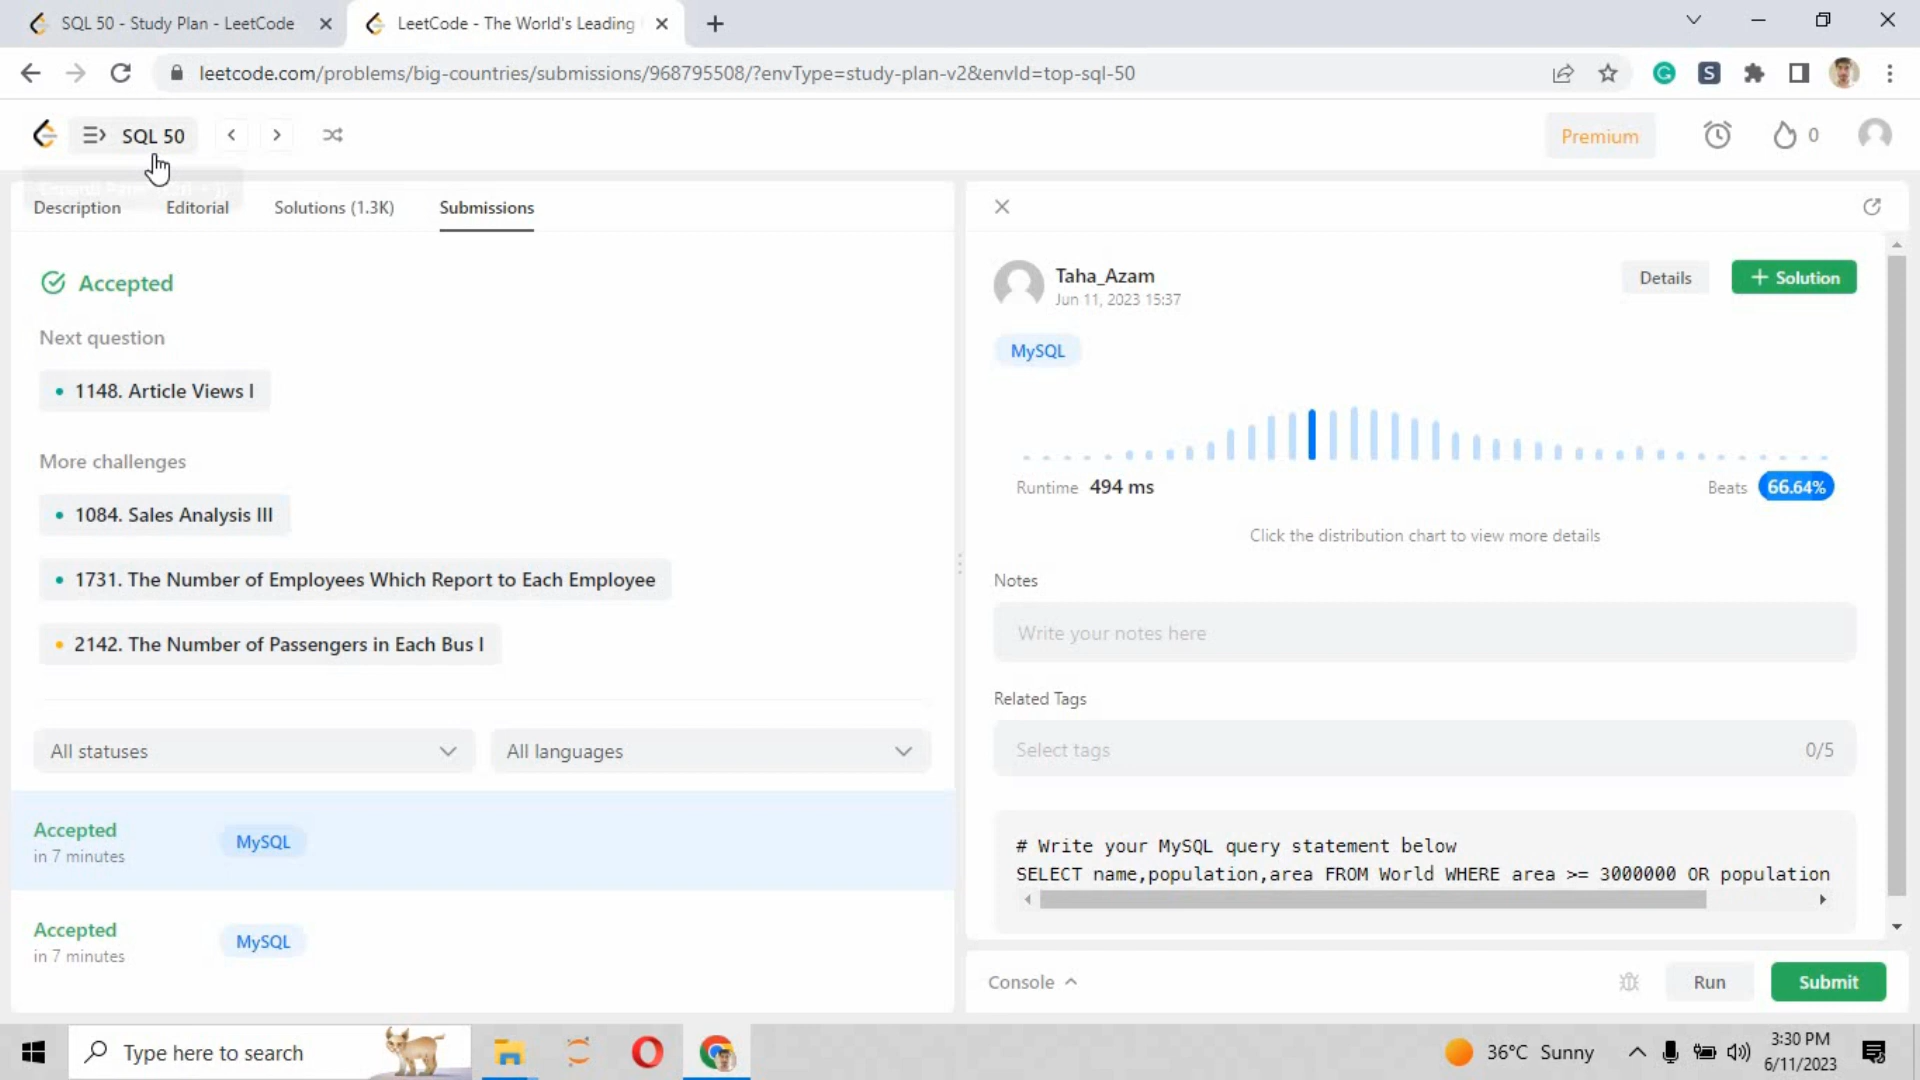 SQL 50 - Study Plan - LeetCode
LeetCode - The World's Leading
leetcode.com/problems/big-countries/submissions/968795508/?envType=study-plan-v2&envId=top-sql-50
SQL 50
Premium
0
Description
Editorial
Solutions (1.3K)
Submissions
Accepted
Next question
1148. Article Views I
More challenges
1084. Sales Analysis III
1731. The Number of Employees Which Report to Each Employee
2142. The Number of Passengers in Each Bus I
All statuses
All languages
Accepted
in 7 minutes
MySQL
Accepted
in 7 minutes
MySQL
Taha_Azam
Jun 11, 2023 15:37
Details
+ Solution
MySQL
Runtime 494 ms
Beats 66.64%
Click the distribution chart to view more details
Notes
Write your notes here
Related Tags
Select tags
0/5
# Write your MySQL query statement below
SELECT name,population,area FROM World WHERE area >= 3000000 OR population
Console
Run
Submit
Type here to search
36°C Sunny
3:30 PM
6/11/2023